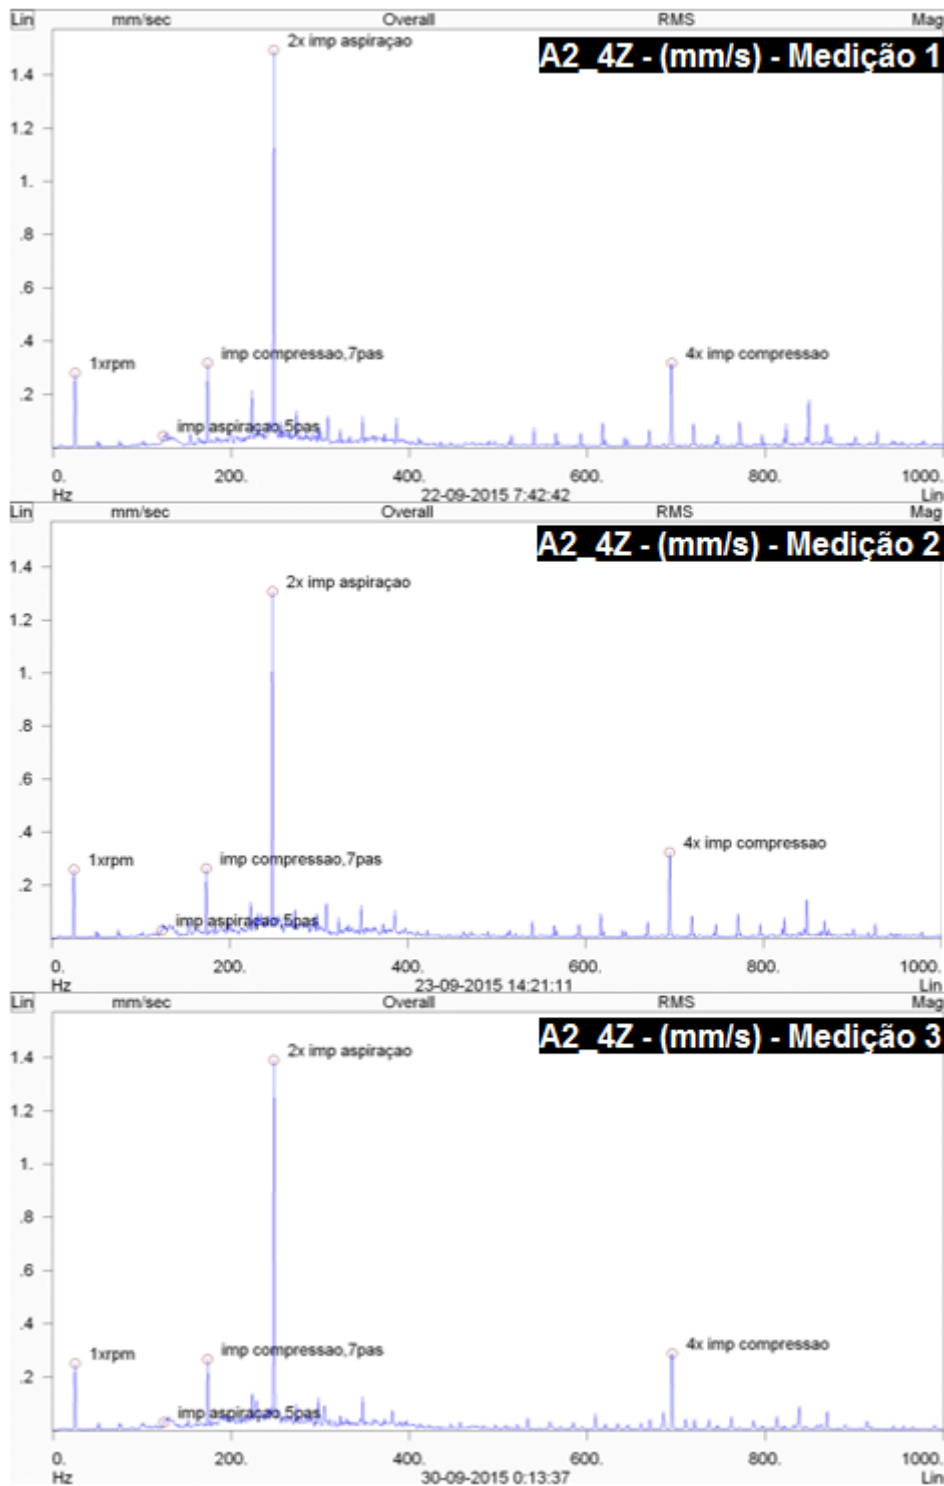 Lin mm/sec Overall RMS Mag
A2_4Z - (mm/s) - Medição 1
2x imp aspiraçao
1.4
1.2
1.
.8
.6
.4
1xrpm
imp compressao,7pas
4x imp compressao
.2
imp aspiraçao,5pas
0. 200. 400. 600. 800. 1000.
Hz 22-09-2015 7:42:42 Lin
Lin mm/sec Overall RMS Mag
A2_4Z - (mm/s) - Medição 2
1.4
2x imp aspiraçao
1.2
1.
.8
.6
.4
1xrpm
imp compressao,7pas
4x imp compressao
.2
imp aspiraçao,5pas
0. 200. 400. 600. 800. 1000.
Hz 23-09-2015 14:21:11 Lin
Lin mm/sec Overall RMS Mag
A2_4Z - (mm/s) - Medição 3
2x imp aspiraçao
1.4
1.2
1.
.8
.6
.4
1xrpm
imp compressao,7pas
4x imp compressao
.2
imp aspiraçao,5pas
0. 200. 400. 600. 800. 1000.
Hz 30-09-2015 0:13:37 Lin